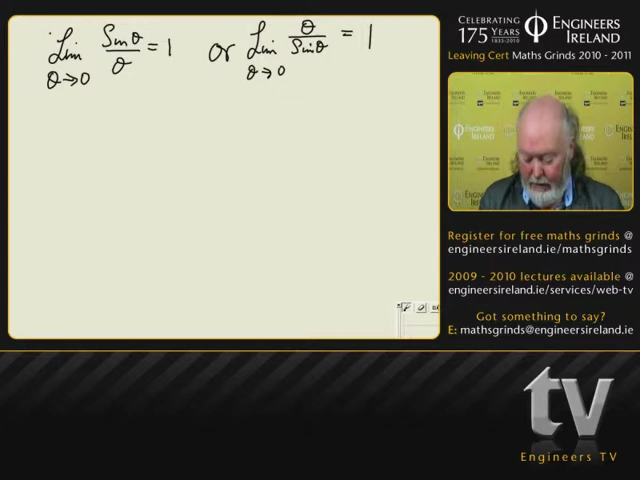 Lim Sinθ/θ = 1 or Lim θ/Sinθ = 1
θ→0 θ→0
CELEBRATING
175 YEARS
1835-2010
ENGINEERS
IRELAND
Leaving Cert Maths Grinds 2010 - 2011
Register for free maths grinds @
engineersireland.ie/mathsgrinds
2009 - 2010 lectures available @
engineersireland.ie/services/web-tv
Got something to say?
E: mathsgrinds@engineersireland.ie
tv
Engineers TV